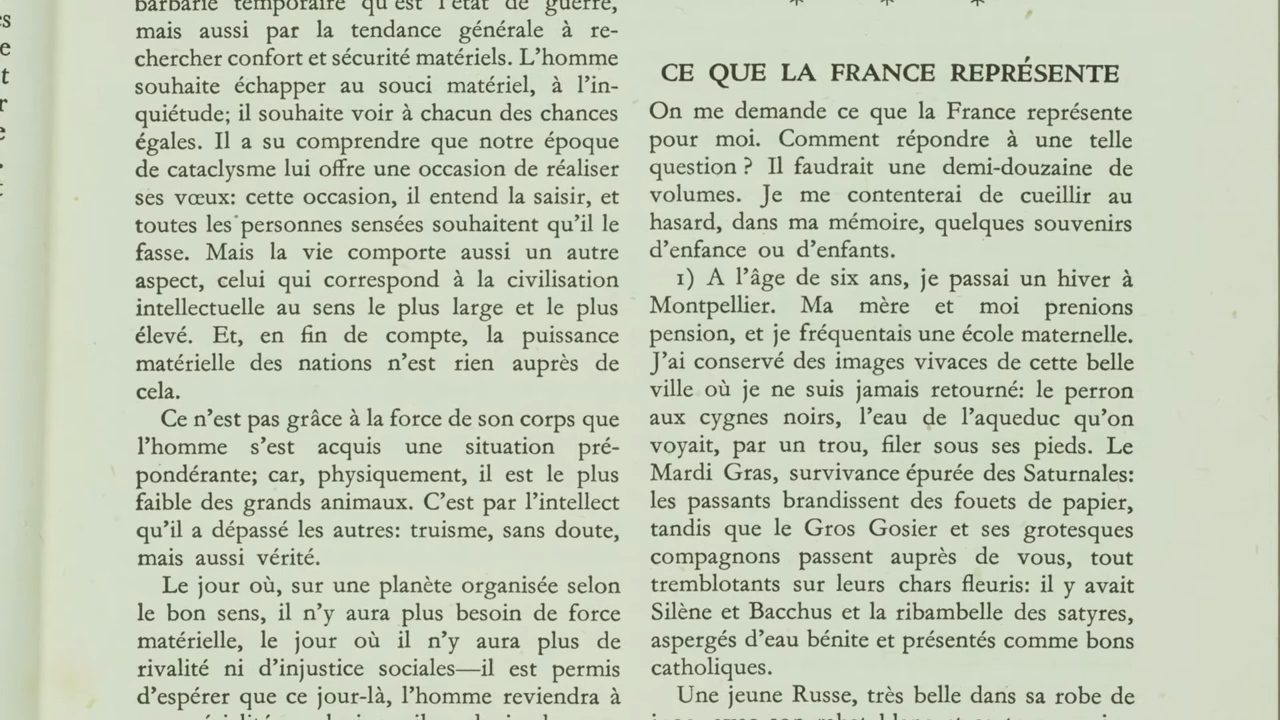 barbarie temporaire qu'est l'état de guerre,
mais aussi par la tendance générale à re-
chercher confort et sécurité matériels. L'homme
souhaite échapper au souci matériel, à l'in-
quiétude; il souhaite voir à chacun des chances
égales. Il a su comprendre que notre époque
de cataclysme lui offre une occasion de réaliser
ses vœux: cette occasion, il entend la saisir, et
toutes les personnes sensées souhaitent qu'il le
fasse. Mais la vie comporte aussi un autre
aspect, celui qui correspond à la civilisation
intellectuelle au sens le plus large et le plus
élevé. Et, en fin de compte, la puissance
matérielle des nations n'est rien auprès de
cela.
Ce n'est pas grâce à la force de son corps que
l'homme s'est acquis une situation pré-
pondérante; car, physiquement, il est le plus
faible des grands animaux. C'est par l'intellect
qu'il a dépassé les autres: truisme, sans doute,
mais aussi vérité.
Le jour où, sur une planète organisée selon
le bon sens, il n'y aura plus besoin de force
matérielle, le jour où il n'y aura plus de
rivalité ni d'injustice sociales—il est permis
d'espérer que ce jour-là, l'homme reviendra à
* * *
CE QUE LA FRANCE REPRÉSENTE
On me demande ce que la France représente
pour moi. Comment répondre à une telle
question ? Il faudrait une demi-douzaine de
volumes. Je me contenterai de cueillir au
hasard, dans ma mémoire, quelques souvenirs
d'enfance ou d'enfants.
1) A l'âge de six ans, je passai un hiver à
Montpellier. Ma mère et moi prenions
pension, et je fréquentais une école maternelle.
J'ai conservé des images vivaces de cette belle
ville où je ne suis jamais retourné: le perron
aux cygnes noirs, l'eau de l'aqueduc qu'on
voyait, par un trou, filer sous ses pieds. Le
Mardi Gras, survivance épurée des Saturnales:
les passants brandissent des fouets de papier,
tandis que le Gros Gosier et ses grotesques
compagnons passent auprès de vous, tout
tremblotants sur leurs chars fleuris: il y avait
Silène et Bacchus et la ribambelle des satyres,
aspergés d'eau bénite et présentés comme bons
catholiques.
Une jeune Russe, très belle dans sa robe de